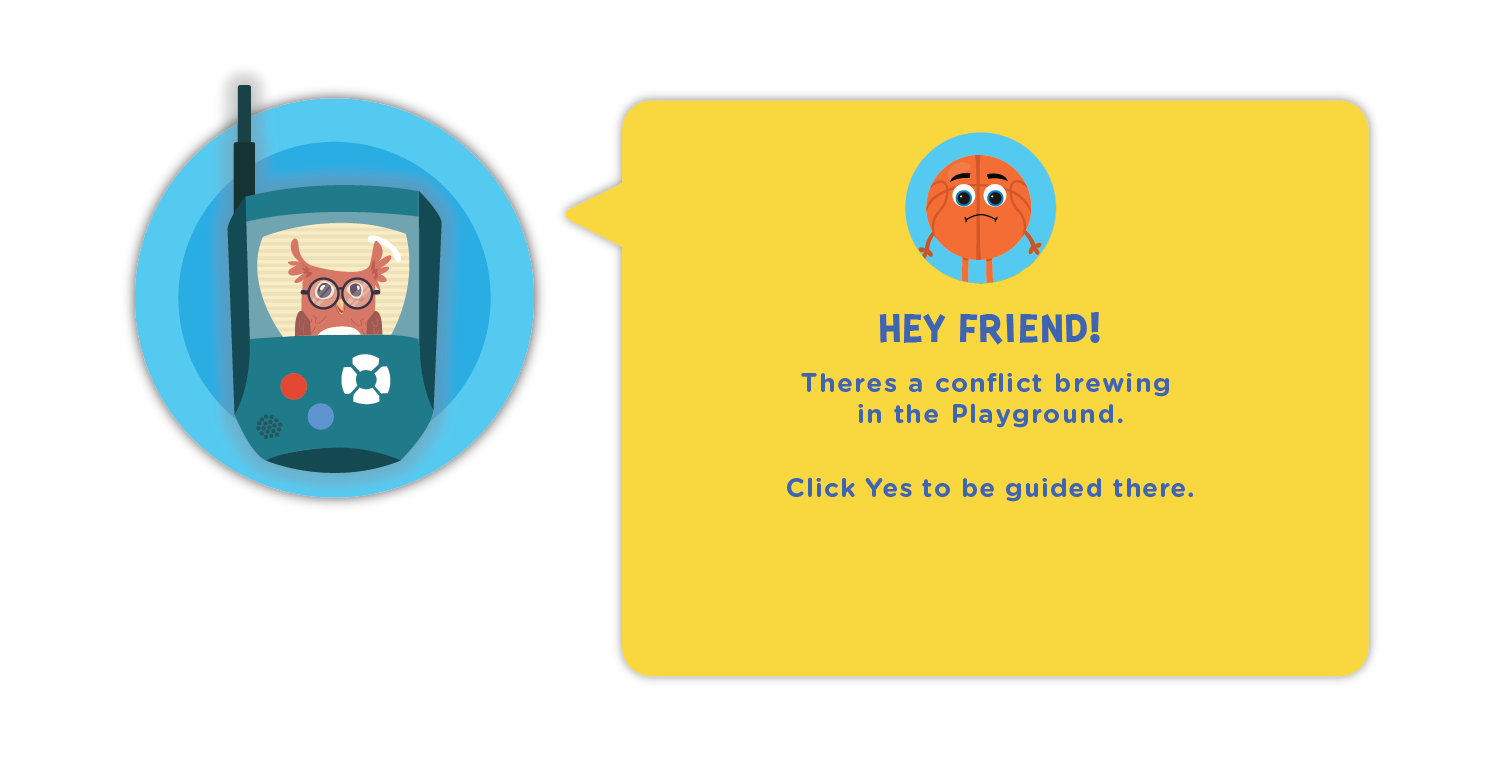 HEY FRIEND!
Theres a conflict brewing
in the Playground.
Click Yes to be guided there.